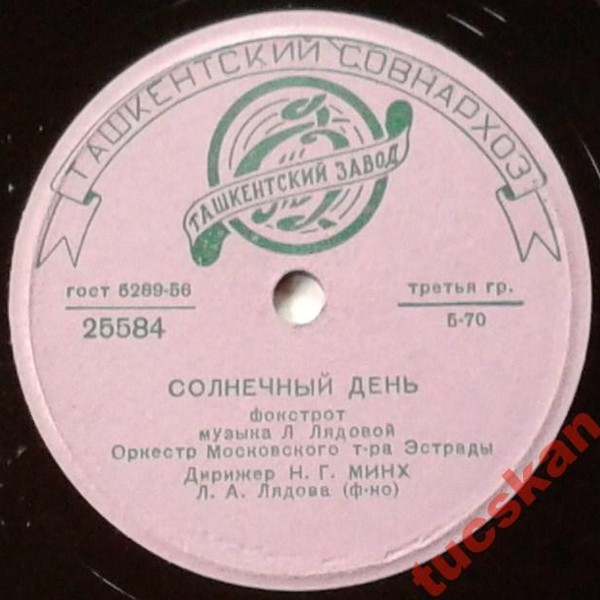 ТАШКЕНТСКИЙ СОВНАРХОЗ
ТАШКЕНТСКИЙ ЗАВОД
гост 5289-56
25584
третья гр.
Б-70
СОЛНЕЧНЫЙ ДЕНЬ
фокстрот
музыка Л Лядовой
Оркестр Московского т-ра Эстрады
Дирижер Н. Г. МИНХ
Л. А. Лядова (ф-но)
tucskan